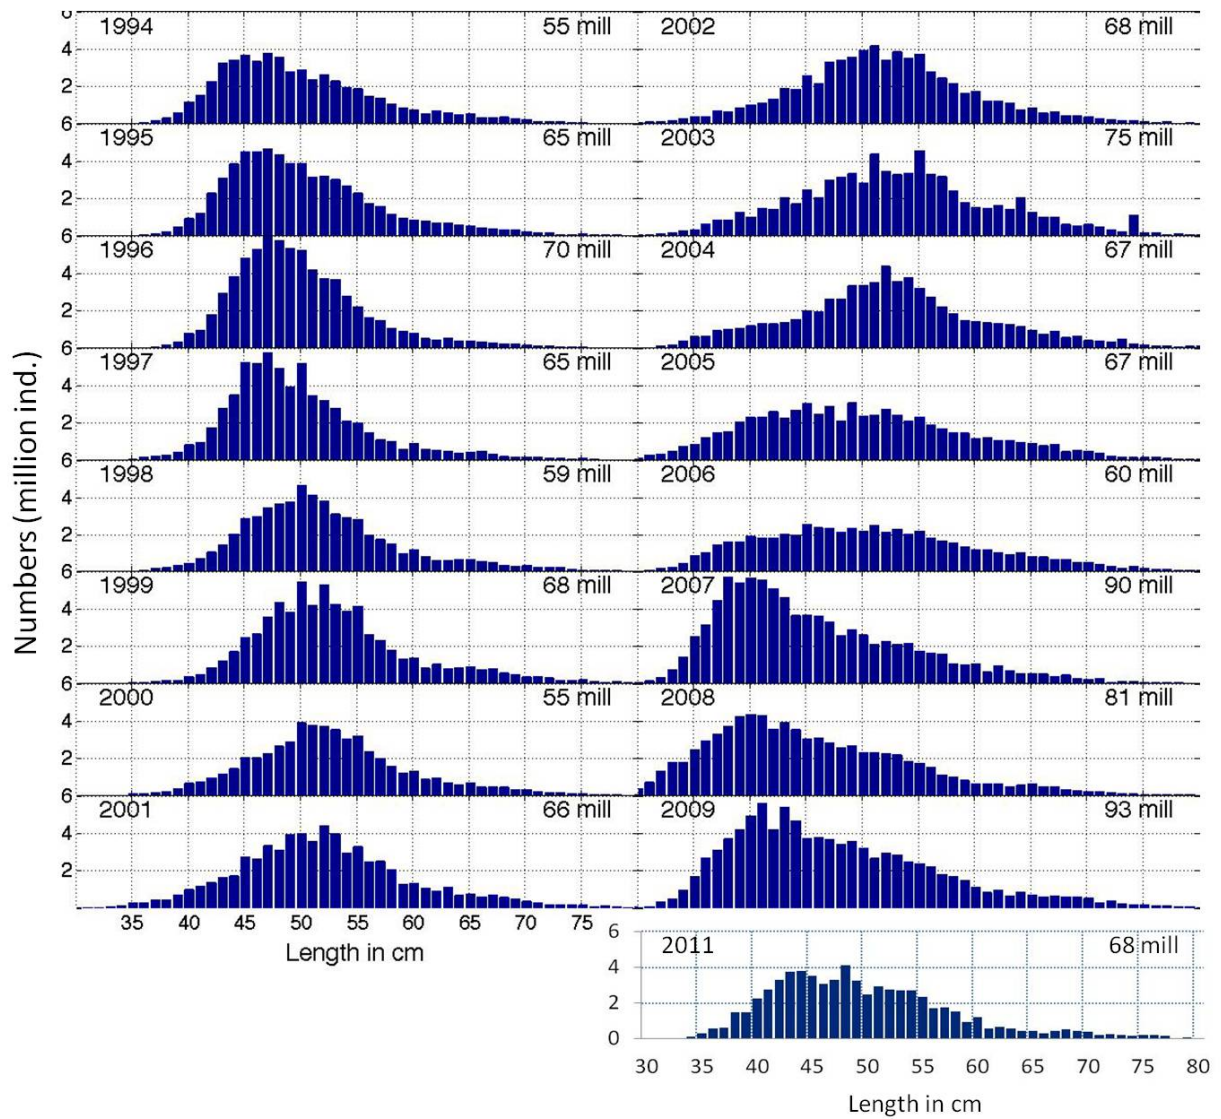 Numbers (million ind.)
6
1994
55 mill
4
2
6
1995
65 mill
4
2
6
1996
70 mill
4
2
6
1997
65 mill
4
2
6
1998
59 mill
4
2
6
1999
68 mill
4
2
6
2000
55 mill
4
2
6
2001
66 mill
4
2
35 40 45 50 55 60 65 70 75
Length in cm
2002
68 mill
2003
75 mill
2004
67 mill
2005
67 mill
2006
60 mill
2007
90 mill
2008
81 mill
2009
93 mill
6
2011
68 mill
4
2
0
30 35 40 45 50 55 60 65 70 75 80
Length in cm